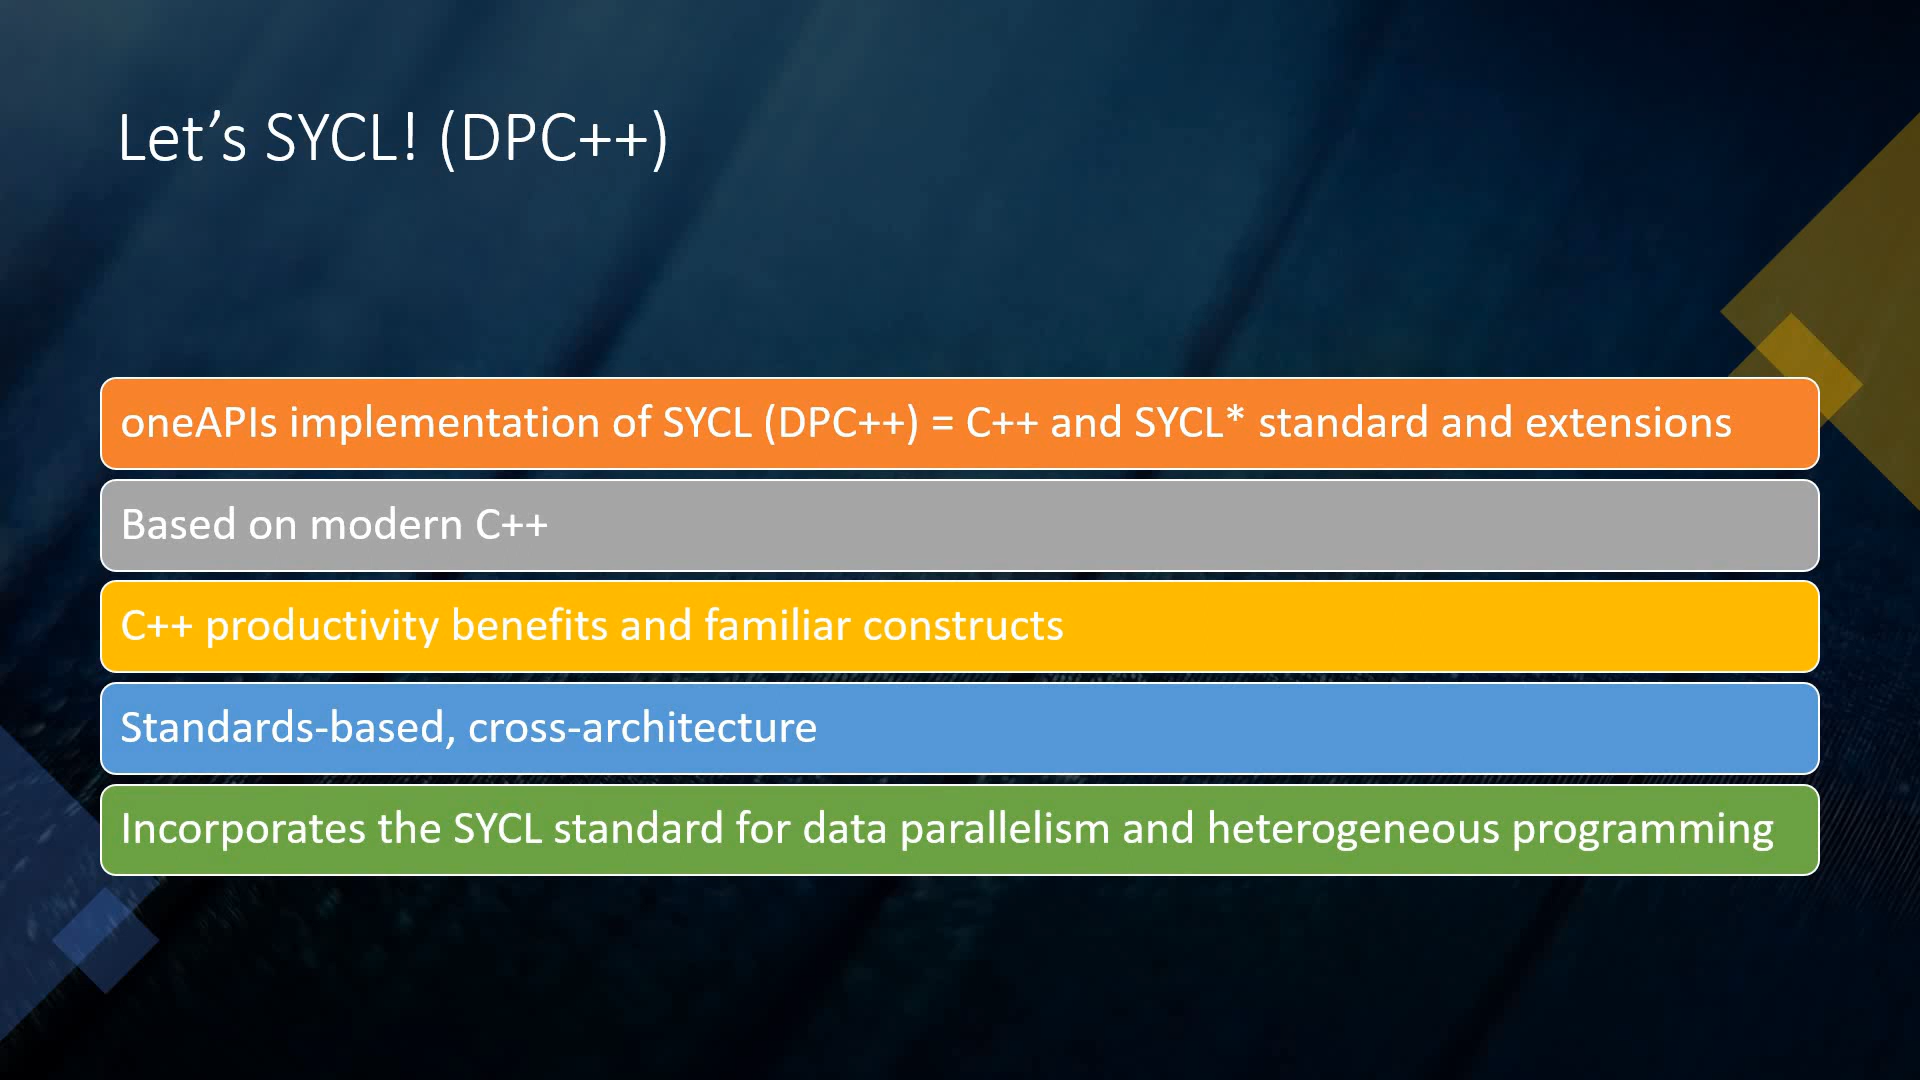 Let’s SYCL! (DPC++)
oneAPIs implementation of SYCL (DPC++) = C++ and SYCL* standard and extensions
Based on modern C++
C++ productivity benefits and familiar constructs
Standards-based, cross-architecture
Incorporates the SYCL standard for data parallelism and heterogeneous programming